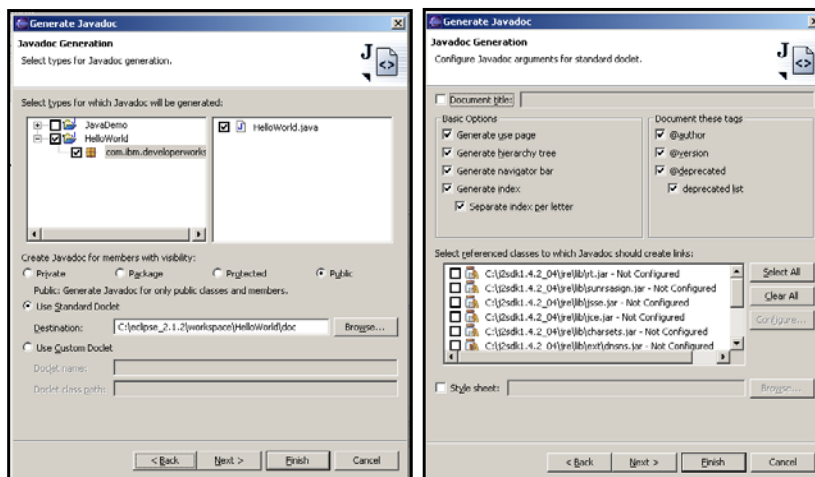 Generate Javadoc
Javadoc Generation
Select types for Javadoc generation.
Select types for which Javadoc will be generated:
JavaDemo
HelloWorld
com.ibm.developerworks
HelloWorld.java
Create Javadoc for members with visibility:
Private Package Protected Public
Public: Generate Javadoc for only public classes and members.
Use Standard Doclet
Destination: C:\eclipse_2.1.2\workspace\HelloWorld\doc Browse...
Use Custom Doclet
Doclet name:
Doclet class path:
< Back Next > Finish Cancel
Generate Javadoc
Javadoc Generation
Configure Javadoc arguments for standard doclet.
Document title:
Basic Options
Generate use page
Generate hierarchy tree
Generate navigator bar
Generate index
Separate index per letter
Document these tags
@author
@version
@deprecated
deprecated list
Select referenced classes to which Javadoc should create links:
C:\j2sdk1.4.2_04\jre\lib\rt.jar - Not Configured
C:\j2sdk1.4.2_04\jre\lib\sunrsasign.jar - Not Configured
C:\j2sdk1.4.2_04\jre\lib\jsse.jar - Not Configured
C:\j2sdk1.4.2_04\jre\lib\jce.jar - Not Configured
C:\j2sdk1.4.2_04\jre\lib\charsets.jar - Not Configured
C:\j2sdk1.4.2_04\jre\lib\ext\dnsns.jar - Not Configured
Select All
Clear All
Configure...
Style sheet: Browse...
< Back Next > Finish Cancel